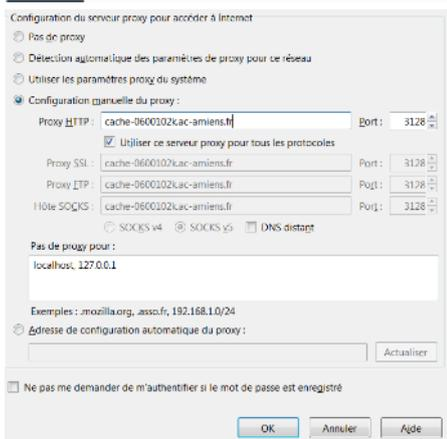 Configuration du serveur proxy pour accéder à Internet
Pas de proxy
Détection automatique des paramètres de proxy pour ce réseau
Utiliser les paramètres proxy du système
Configuration manuelle du proxy :
Proxy HTTP : cache-0600102k.ac-amiens.fr Port : 3128
Utiliser ce serveur proxy pour tous les protocoles
Proxy SSL : cache-0600102k.ac-amiens.fr Port : 3128
Proxy FTP : cache-0600102k.ac-amiens.fr Port : 3128
Hôte SOCKS : cache-0600102k.ac-amiens.fr Port : 3128
SOCKS v4 SOCKS v5 DNS distant
Pas de proxy pour :
localhost, 127.0.0.1
Exemples : .mozilla.org, .asso.fr, 192.168.1.0/24
Adresse de configuration automatique du proxy :
Actualiser
Ne pas me demander de m'authentifier si le mot de passe est enregistré
OK Annuler Aide